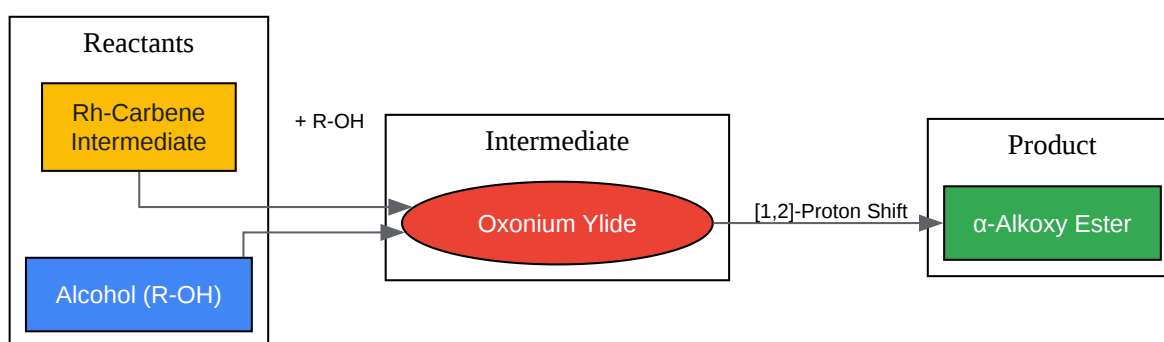 Reactants
Rh-Carbene
Intermediate
Alcohol (R-OH)
+ R-OH
Intermediate
Oxonium Ylide
[1,2]-Proton Shift
Product
α-Alkoxy Ester